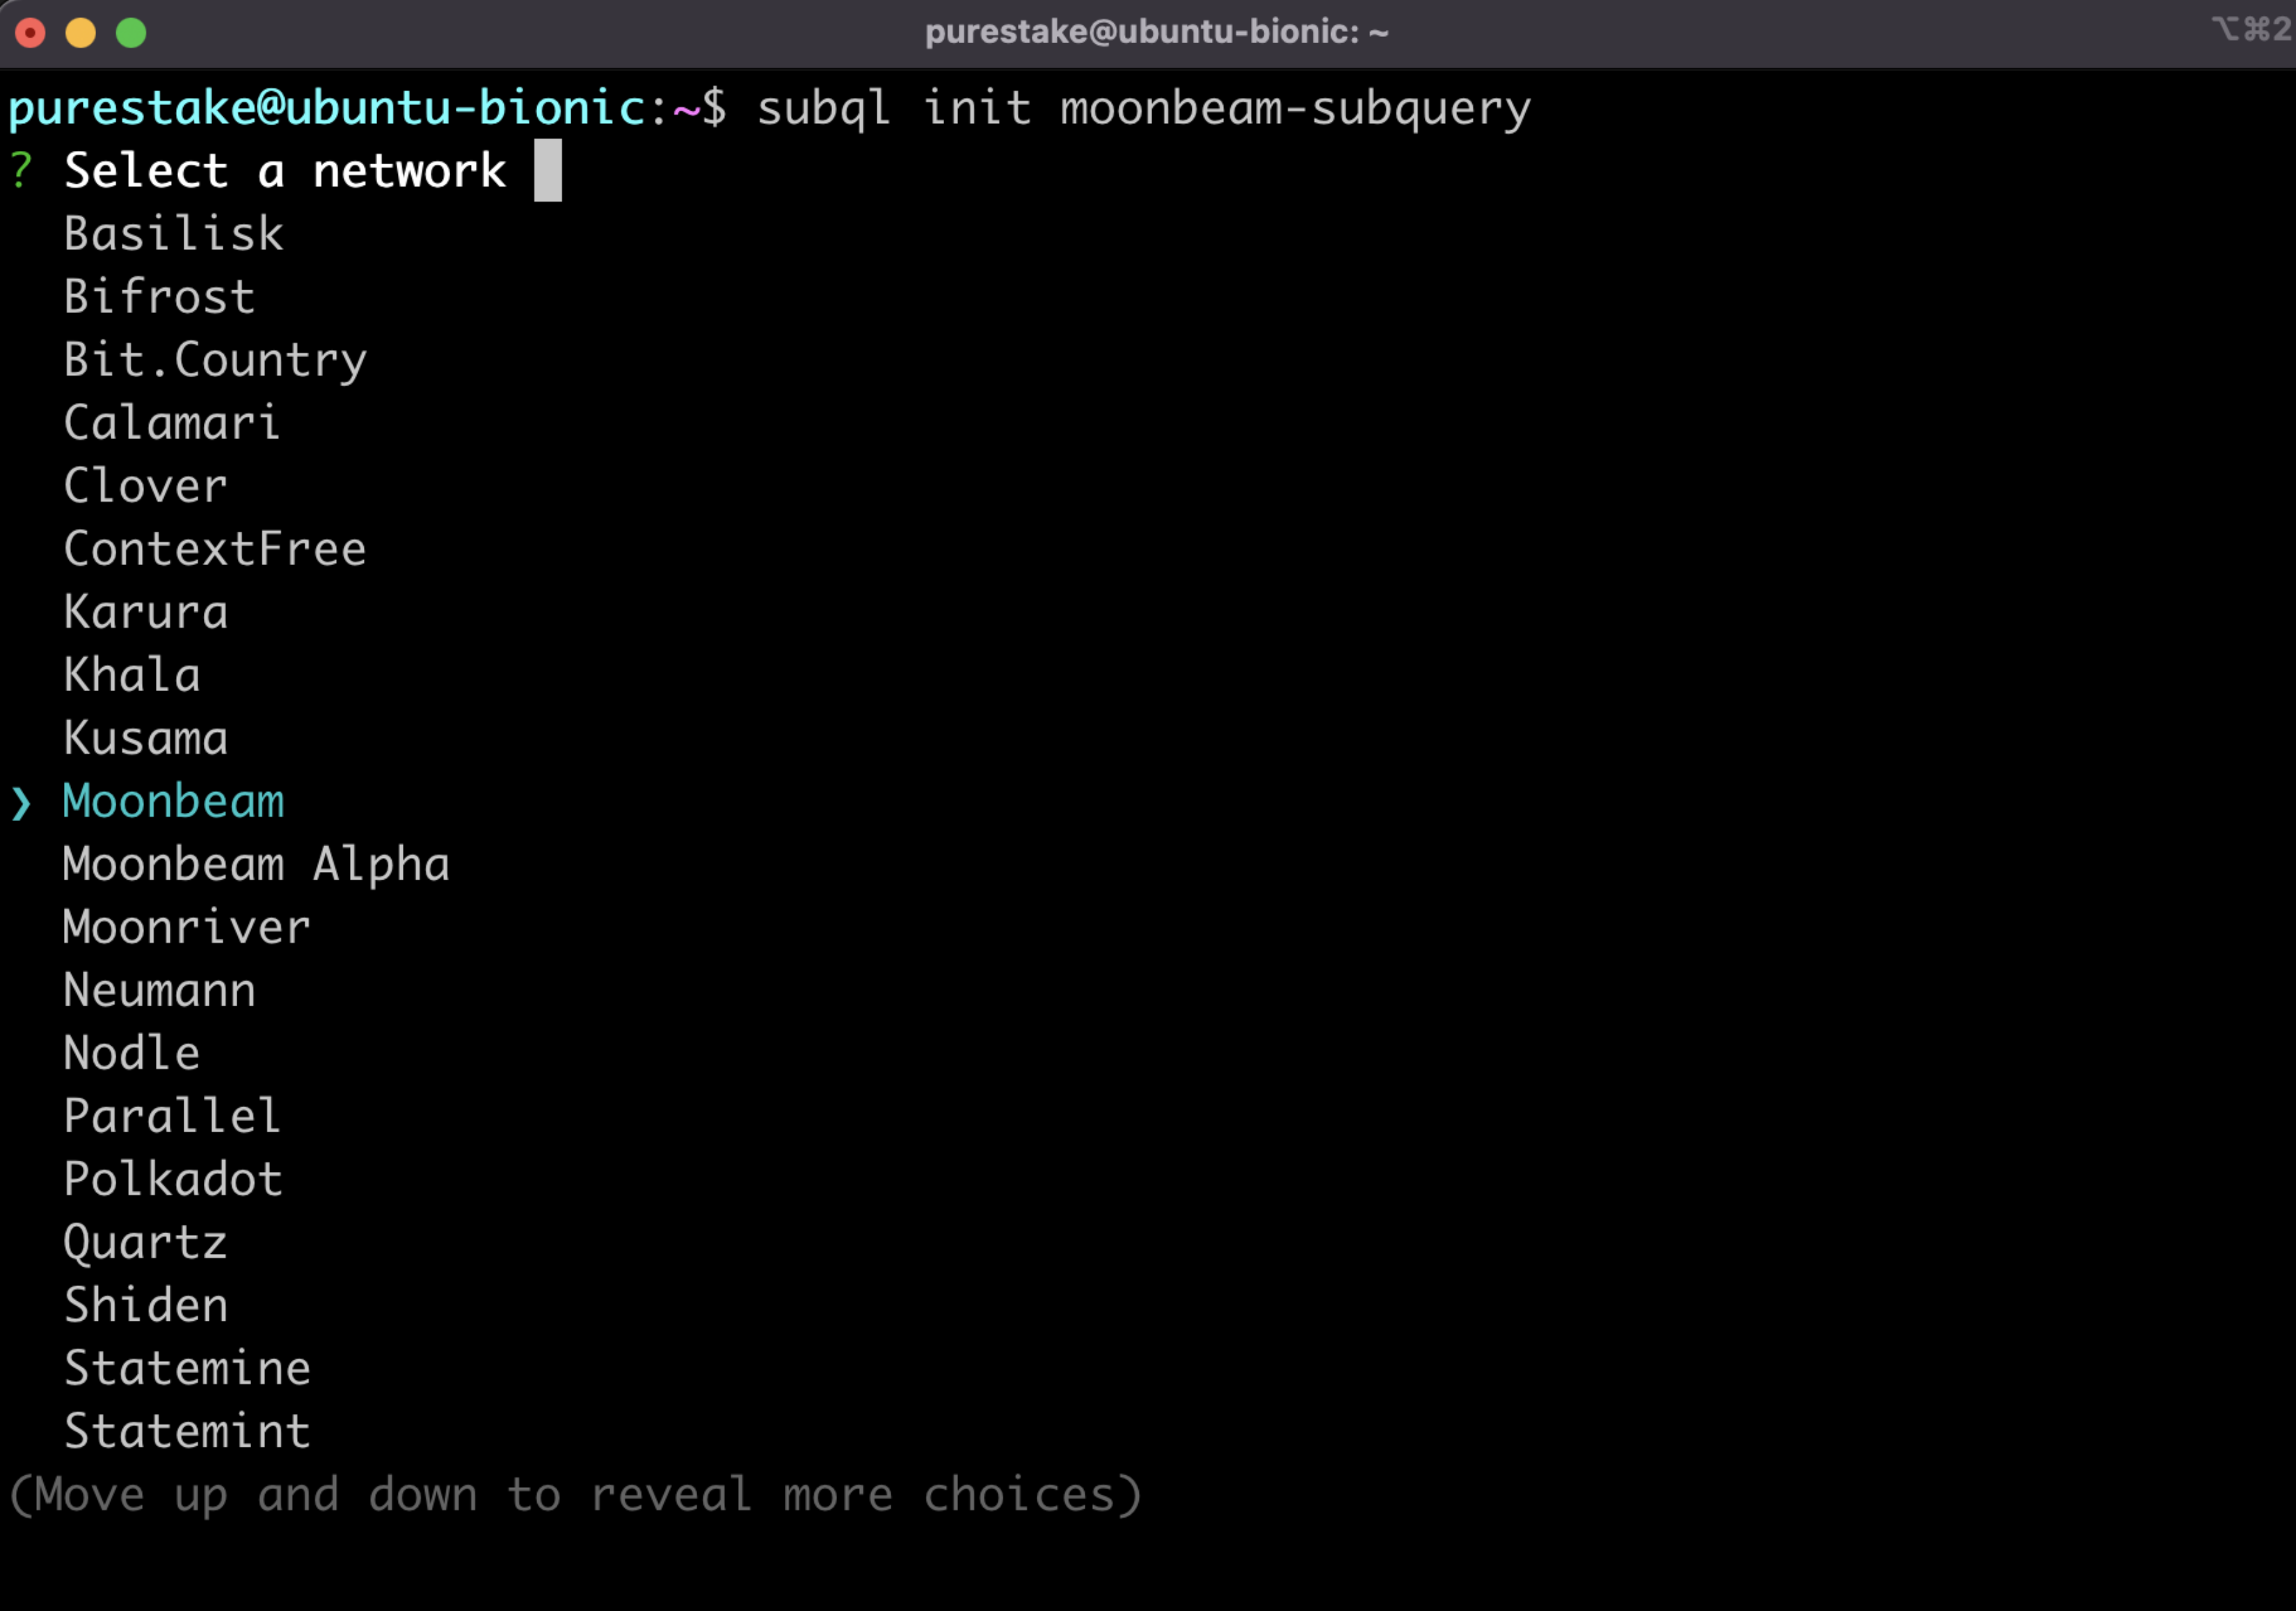 purestake@ubuntu-bionic: ~
⌥⌘2
purestake@ubuntu-bionic:~$ subql init moonbeam-subquery
? Select a network
Basilisk
Bifrost
Bit.Country
Calamari
Clover
ContextFree
Karura
Khala
Kusama
❯ Moonbeam
Moonbeam Alpha
Moonriver
Neumann
Nodle
Parallel
Polkadot
Quartz
Shiden
Statemine
Statemint
(Move up and down to reveal more choices)